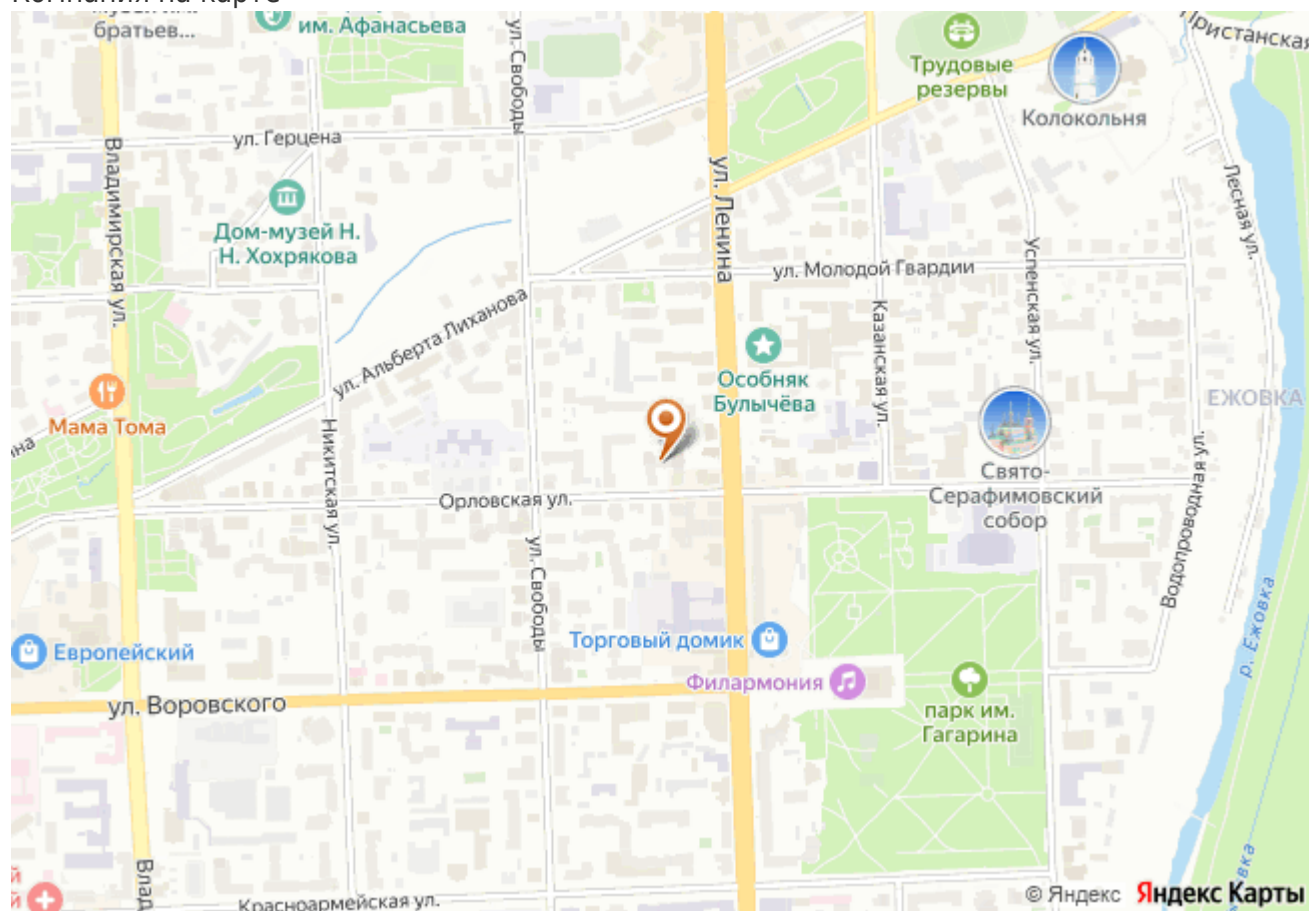 братьев...
им. Афанасьева
ул. Свободы
Трудовые
резервы
Колокольня
Пристанская
ул. Герцена
Владимирская ул.
Дом-музей Н.
Н. Хохрякова
ул. Ленина
Лесная ул.
ул. Молодой Гвардии
Успенская ул.
Казанская ул.
ул. Альберта Лиханова
Особняк
Булычёва
ЕЖОВКА
Мама Тома
Никитская ул.
Свято-
Серафимовский
собор
Водопроводная ул.
Орловская ул.
ул. Свободы
Торговый домик
Европейский
р. Ежовка
Филармония
ул. Воровского
парк им.
Гагарина
Влад
Красноармейская ул.
© Яндекс Яндекс Карты